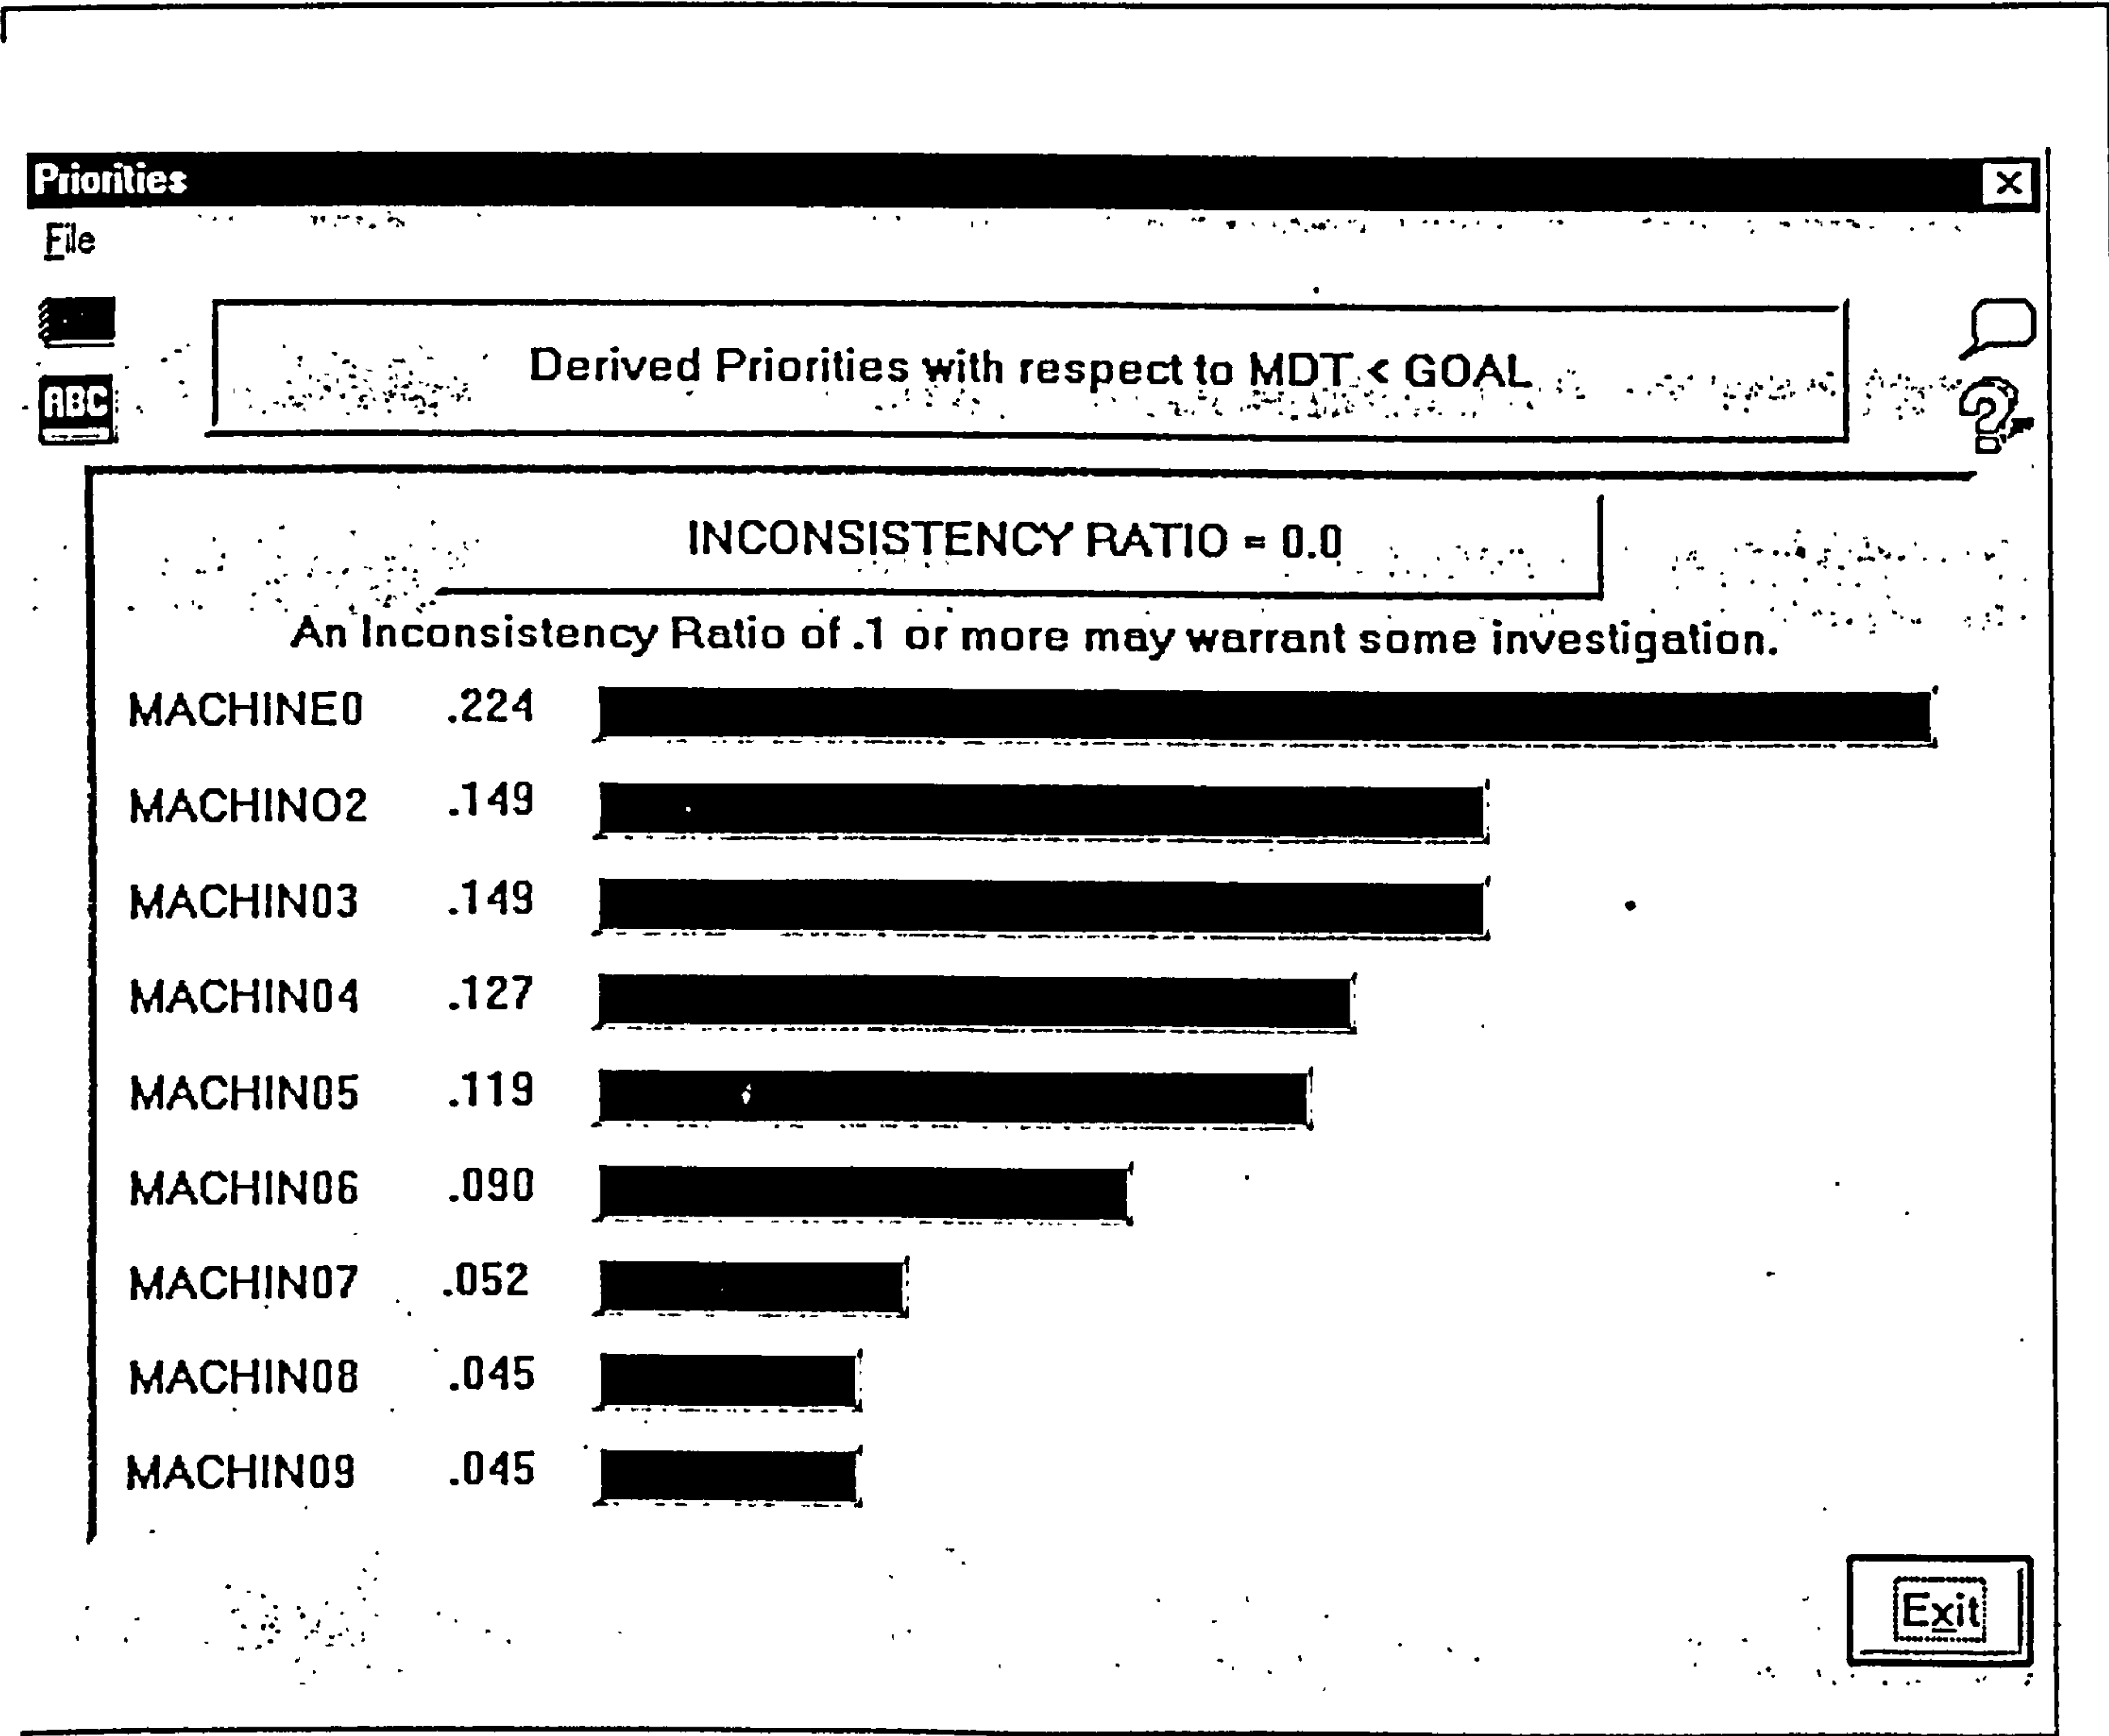 Priorities
File
Derived Priorities with respect to MDT < GOAL
ABC
INCONSISTENCY RATIO = 0.0
An Inconsistency Ratio of .1 or more may warrant some investigation.
MACHINE0 .224
MACHINO2 .149
MACHIN03 .149
MACHIN04 .127
MACHIN05 .119
MACHIN06 .090
MACHIN07 .052
MACHIN08 .045
MACHIN09 .045
Exit